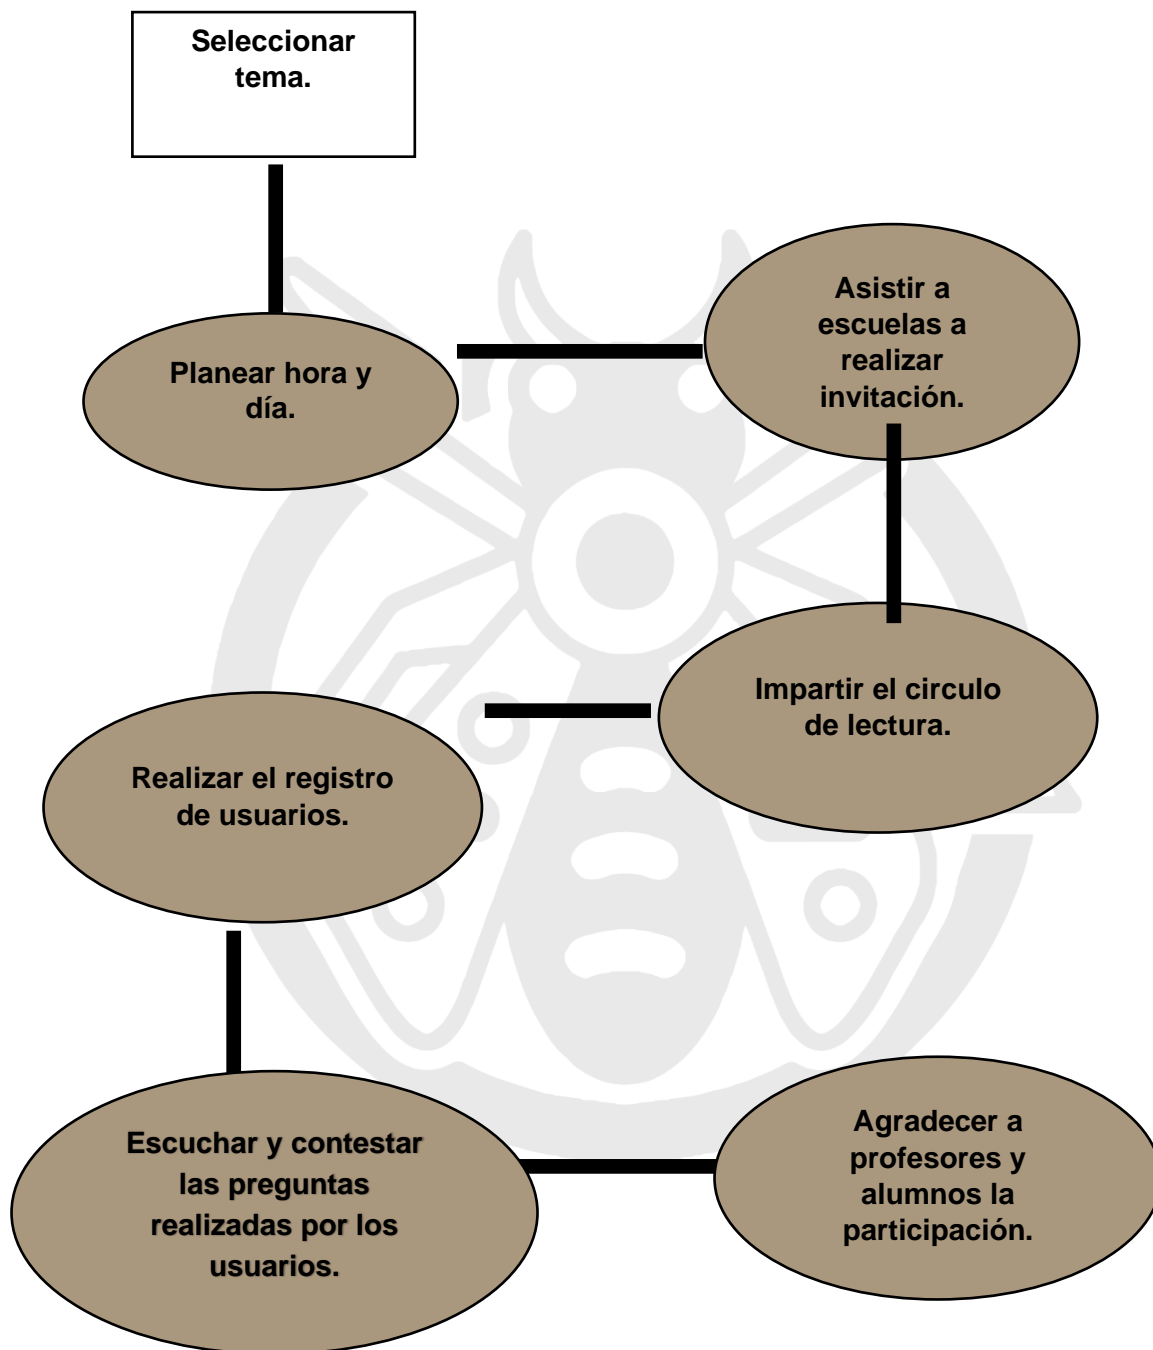 Seleccionar
tema.
Planear hora y
día.
Asistir a
escuelas a
realizar
invitación.
Impartir el circulo
de lectura.
Realizar el registro
de usuarios.
Escuchar y contestar
las preguntas
realizadas por los
usuarios.
Agradecer a
profesores y
alumnos la
participación.